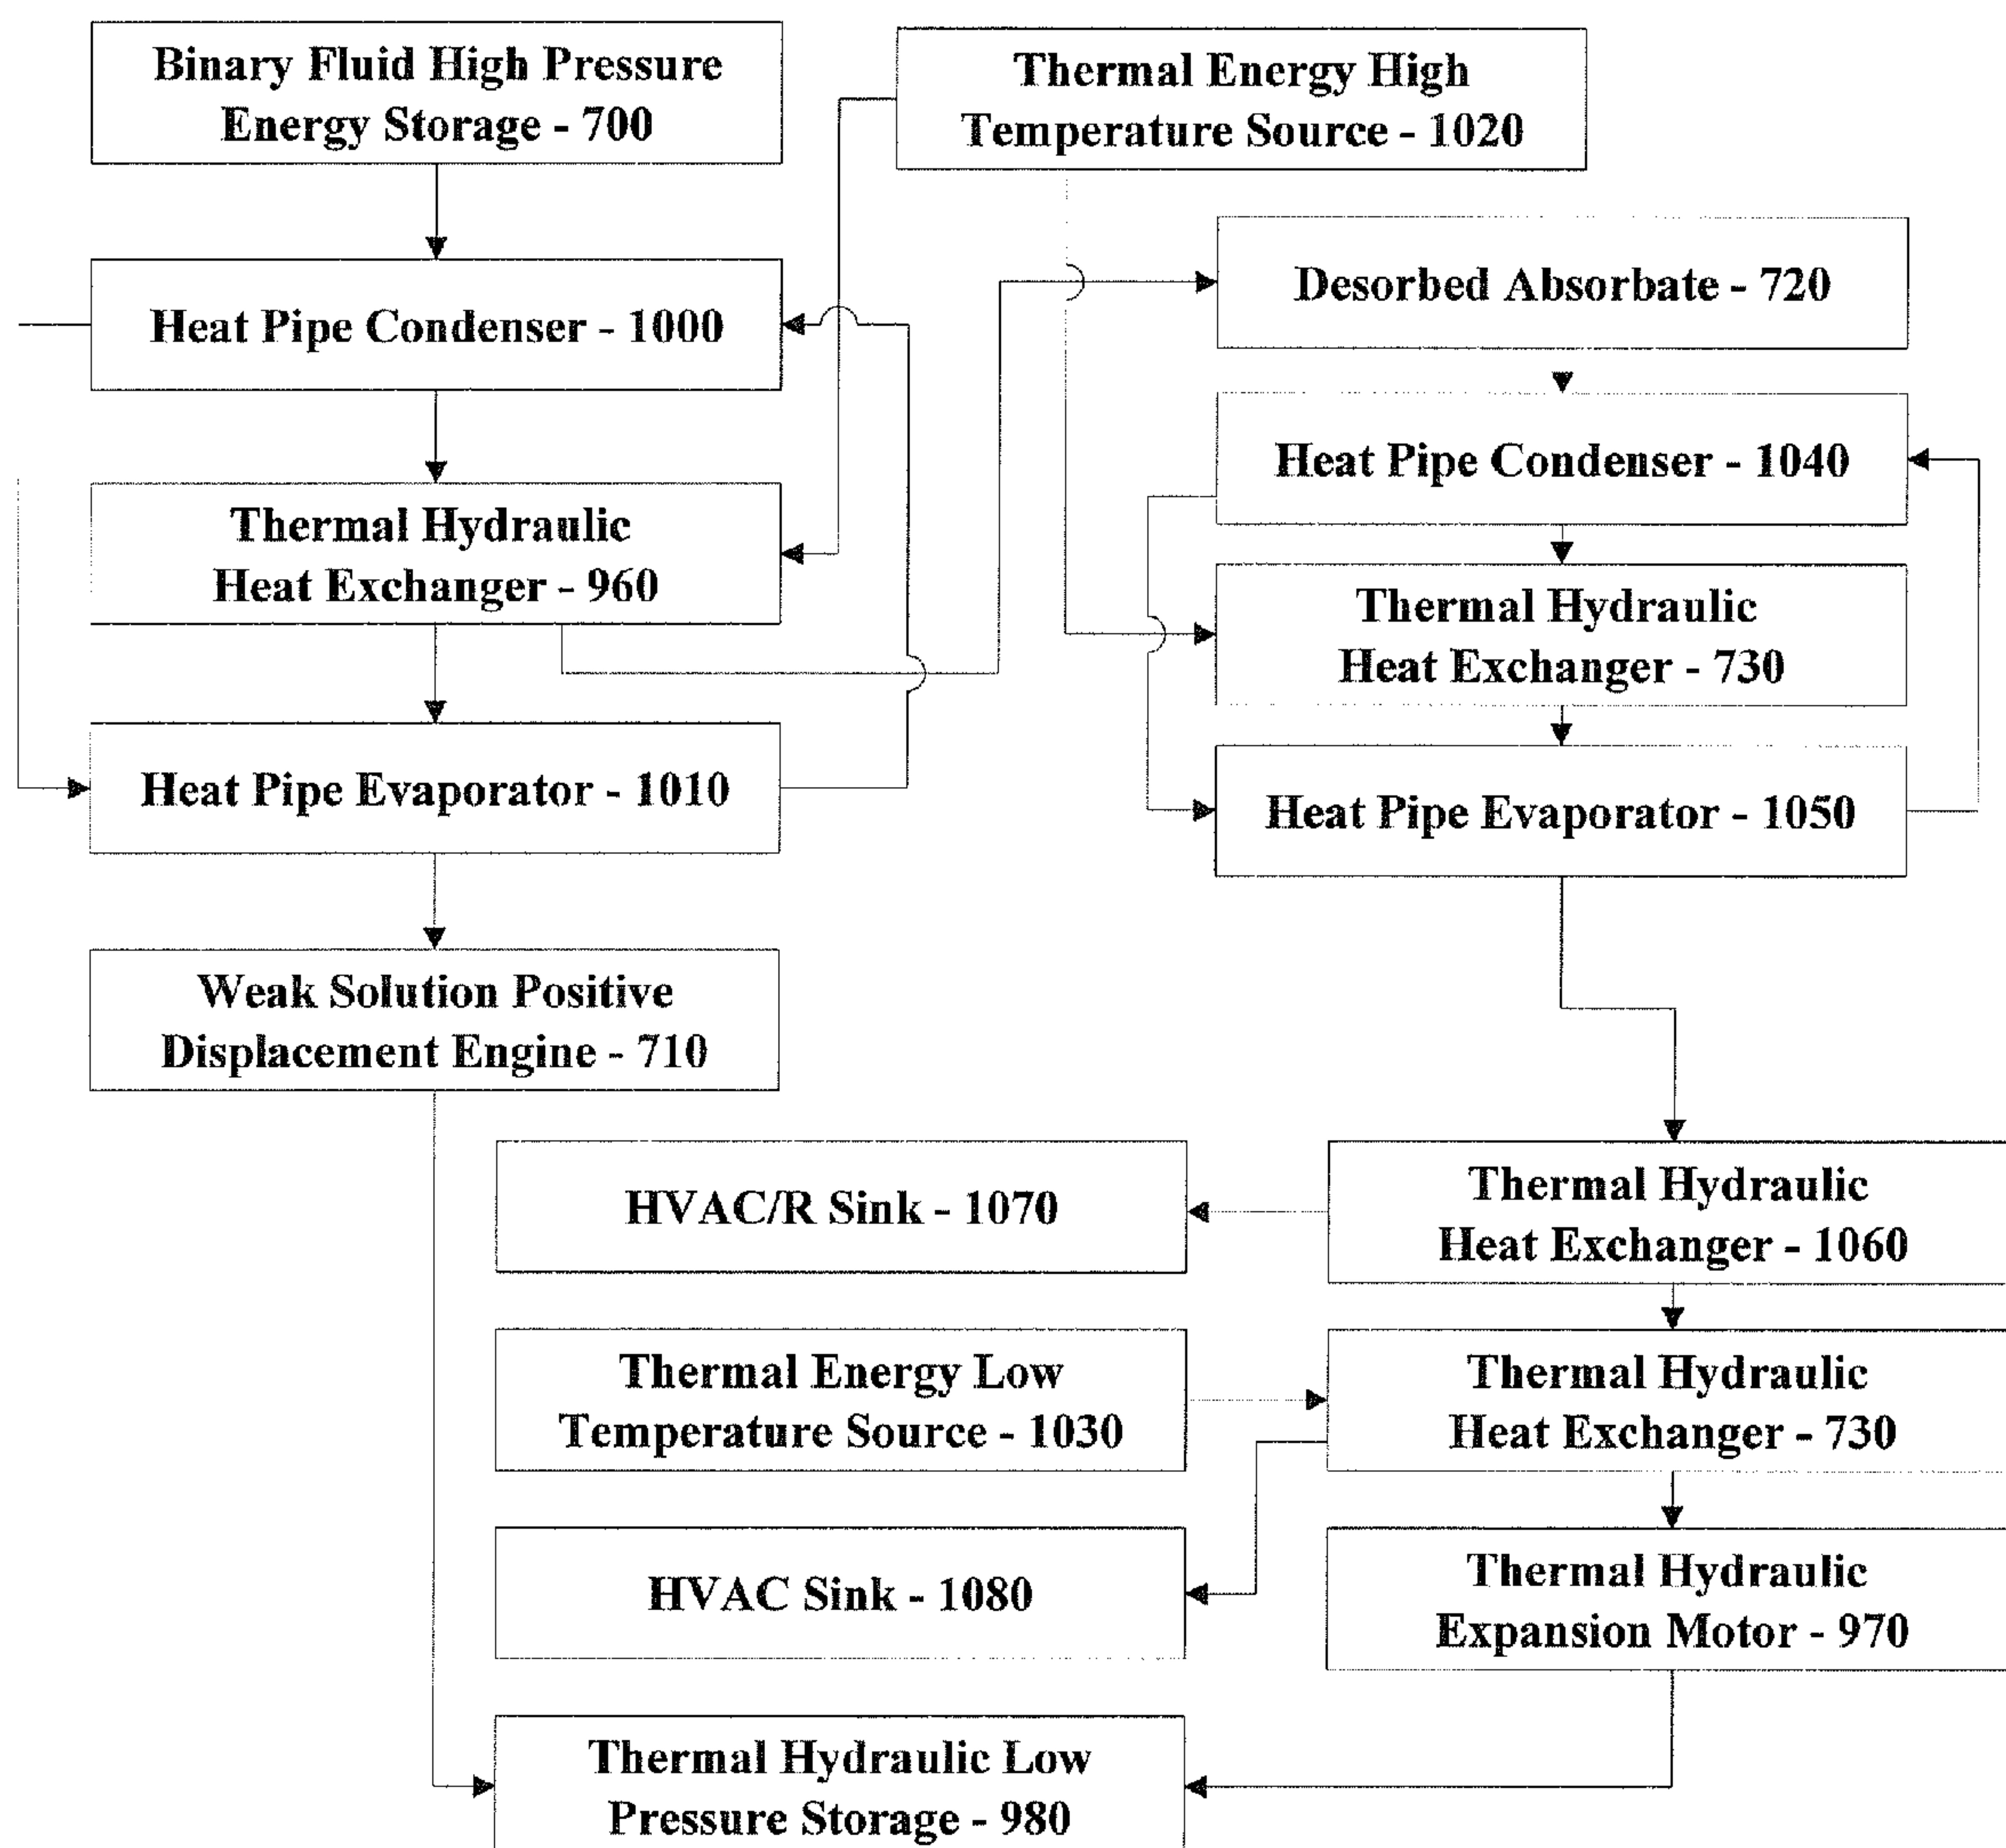 Binary Fluid High Pressure
Energy Storage - 700
Thermal Energy High
Temperature Source - 1020
Heat Pipe Condenser - 1000
Desorbed Absorbate - 720
Heat Pipe Condenser - 1040
Thermal Hydraulic
Heat Exchanger - 960
Thermal Hydraulic
Heat Exchanger - 730
Heat Pipe Evaporator - 1010
Heat Pipe Evaporator - 1050
Weak Solution Positive
Displacement Engine - 710
HVAC/R Sink - 1070
Thermal Hydraulic
Heat Exchanger - 1060
Thermal Energy Low
Temperature Source - 1030
Thermal Hydraulic
Heat Exchanger - 730
HVAC Sink - 1080
Thermal Hydraulic
Expansion Motor - 970
Thermal Hydraulic Low
Pressure Storage - 980